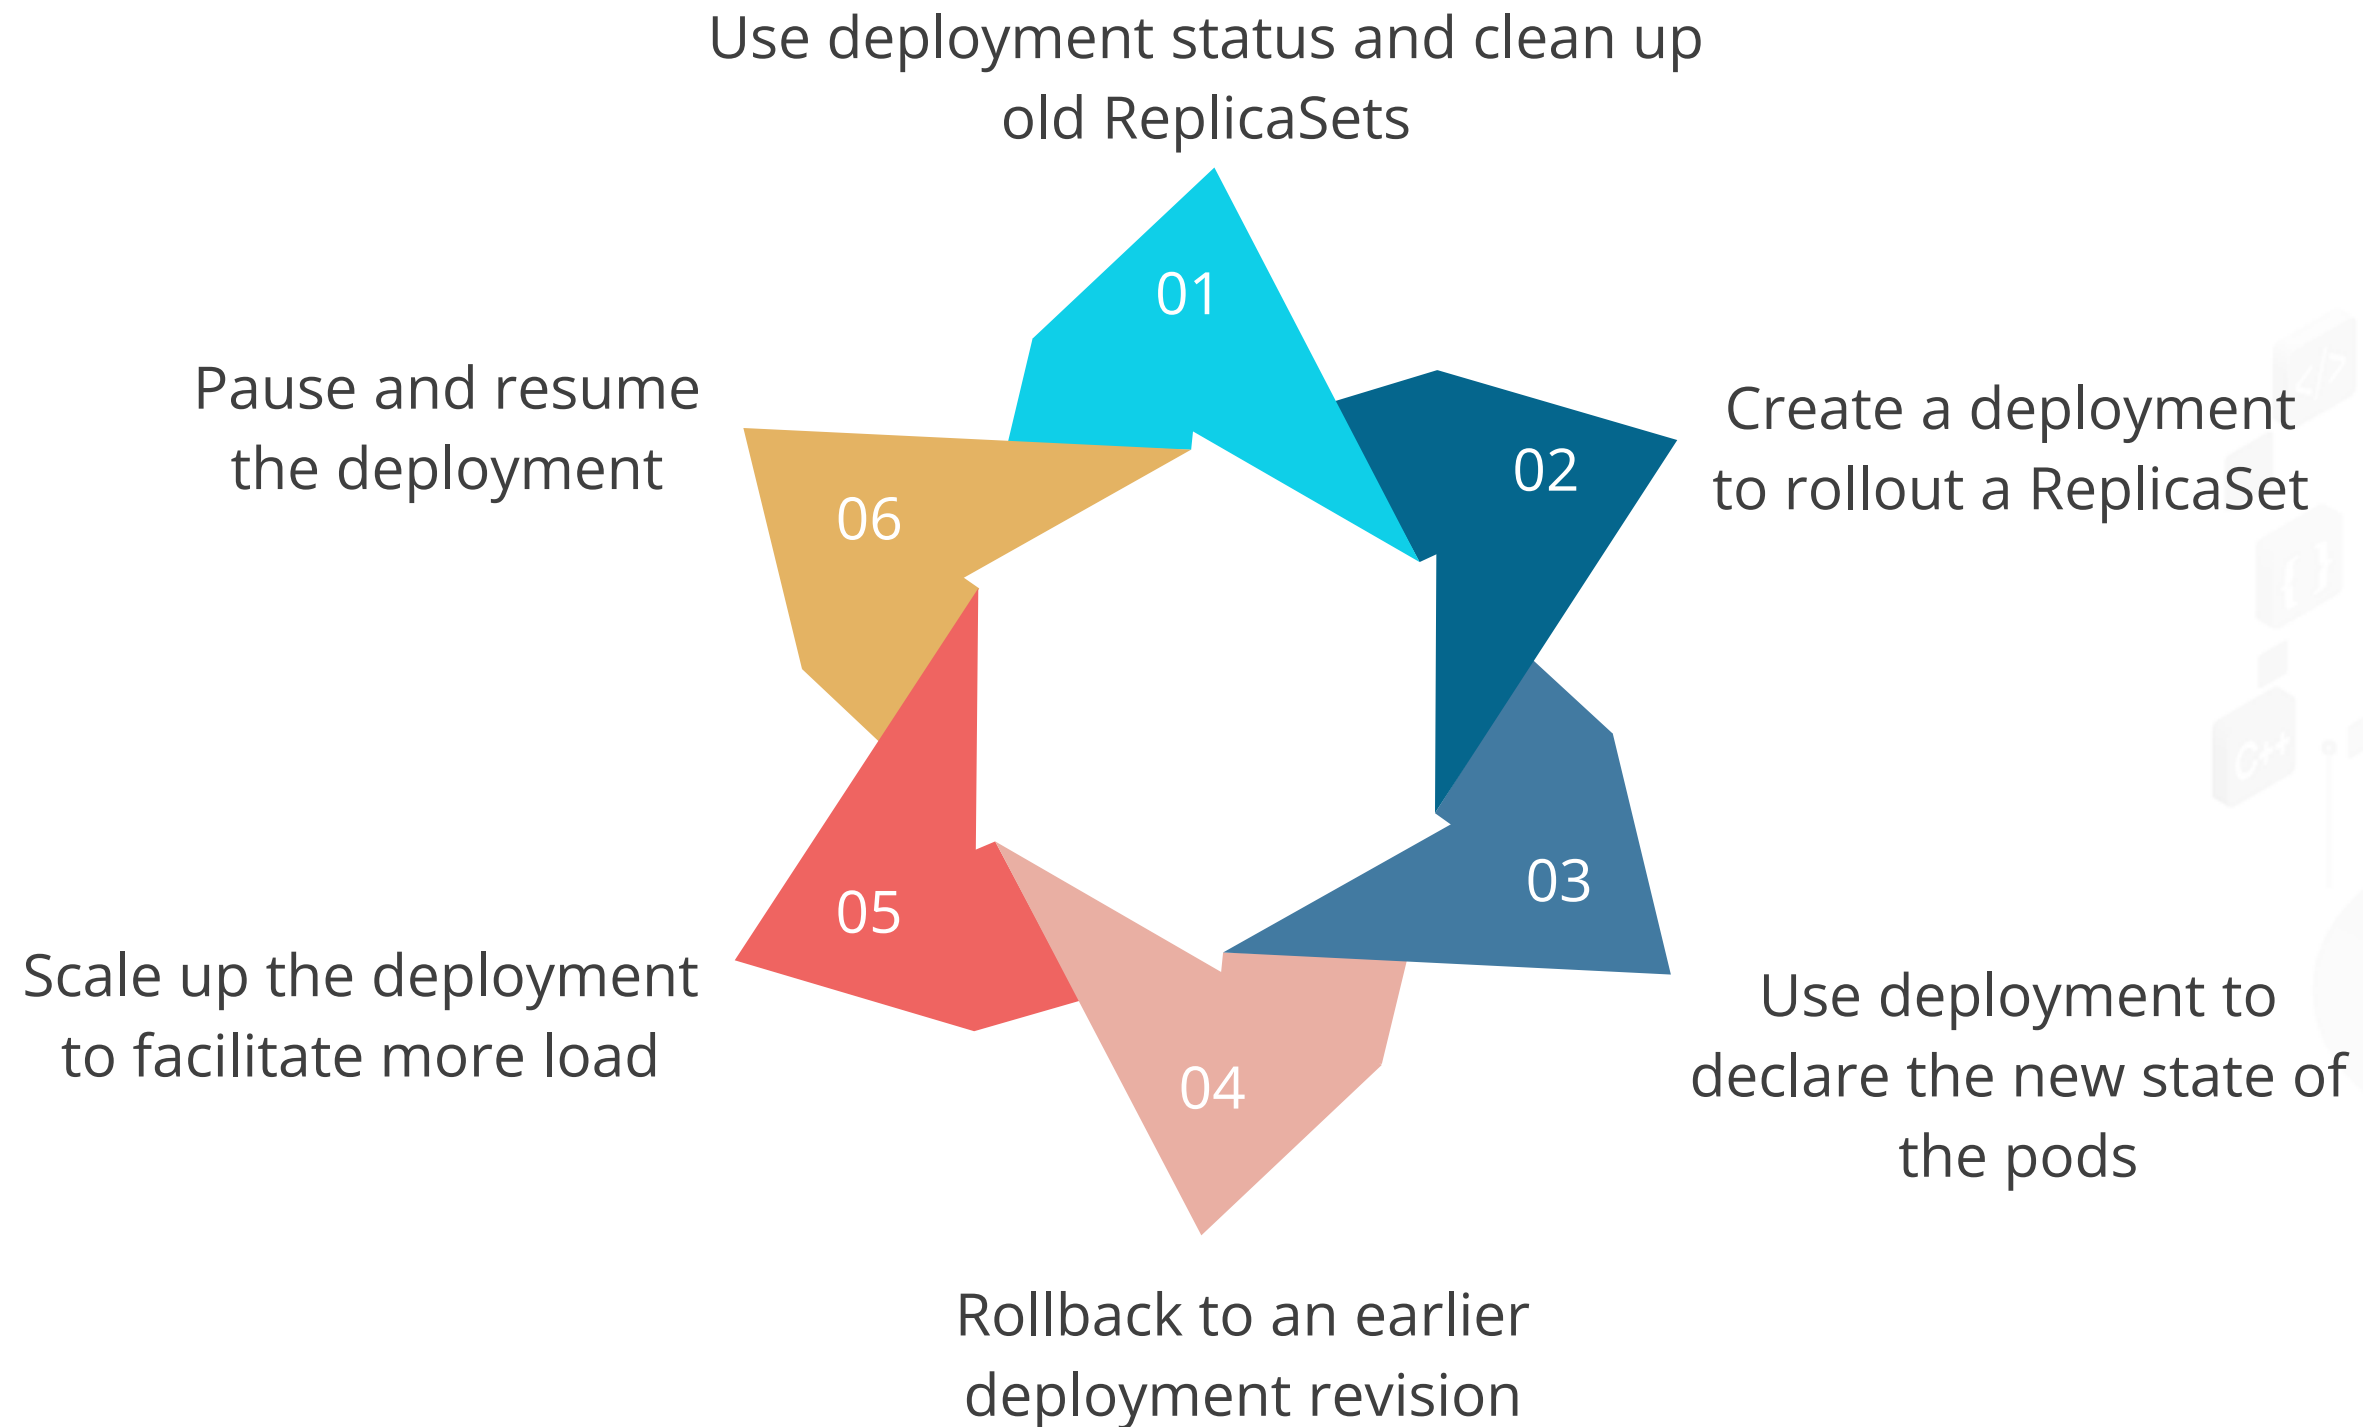 Use deployment status and clean up
old ReplicaSets
01
Create a deployment
to rollout a ReplicaSet
02
Use deployment to
declare the new state of
the pods
03
Rollback to an earlier
deployment revision
04
Scale up the deployment
to facilitate more load
05
Pause and resume
the deployment
06
</>
{ }
C++